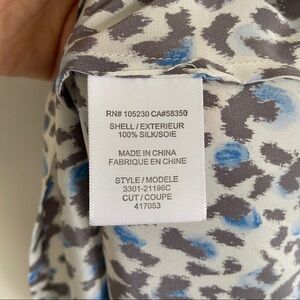 RN# 105230 CA#58350
SHELL / EXTERIEUR
100% SILK/SOIE
MADE IN CHINA
FABRIQUE EN CHINE
STYLE / MODELE
3301-21196C
CUT / COUPE
417053